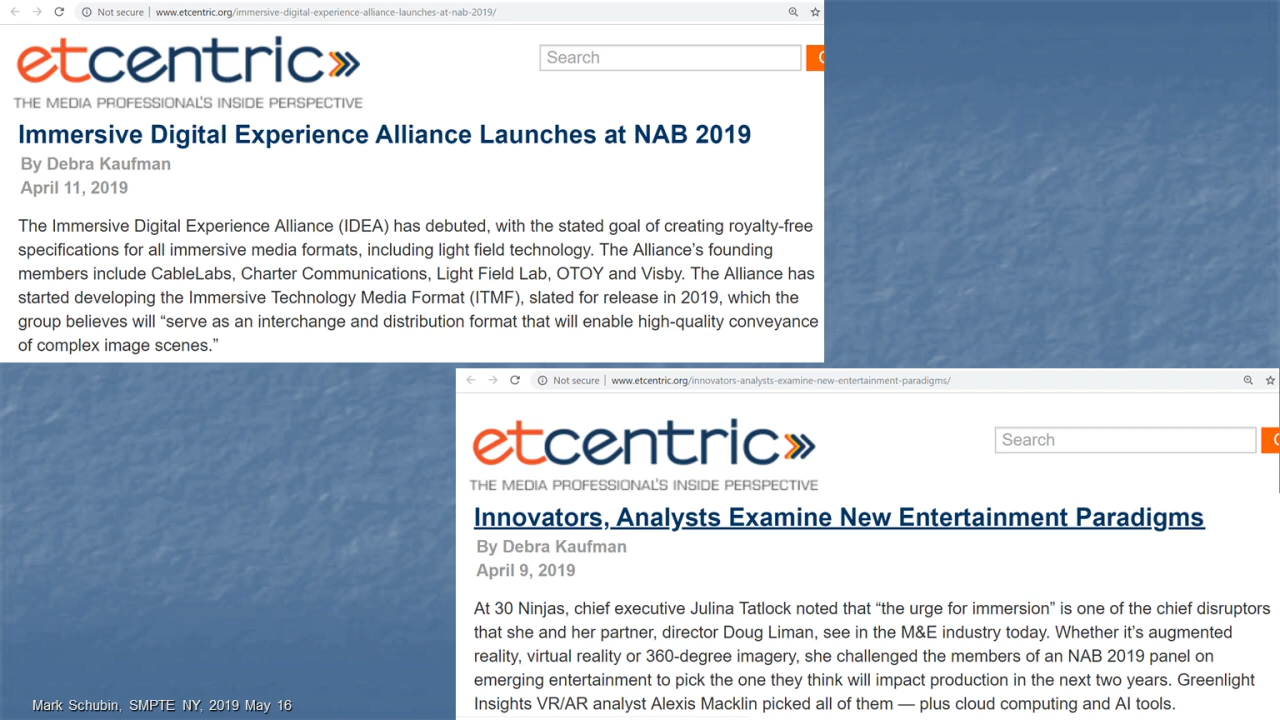 Not secure | www.etcentric.org/immersive-digital-experience-alliance-launches-at-nab-2019/
etcentric
Search
THE MEDIA PROFESSIONAL'S INSIDE PERSPECTIVE
Immersive Digital Experience Alliance Launches at NAB 2019
By Debra Kaufman
April 11, 2019
The Immersive Digital Experience Alliance (IDEA) has debuted, with the stated goal of creating royalty-free
specifications for all immersive media formats, including light field technology. The Alliance's founding
members include CableLabs, Charter Communications, Light Field Lab, OTOY and Visby. The Alliance has
started developing the Immersive Technology Media Format (ITMF), slated for release in 2019, which the
group believes will “serve as an interchange and distribution format that will enable high-quality conveyance
of complex image scenes.”
Not secure | www.etcentric.org/innovators-analysts-examine-new-entertainment-paradigms/
etcentric
Search
THE MEDIA PROFESSIONAL'S INSIDE PERSPECTIVE
Innovators, Analysts Examine New Entertainment Paradigms
By Debra Kaufman
April 9, 2019
At 30 Ninjas, chief executive Julina Tatlock noted that “the urge for immersion” is one of the chief disruptors
that she and her partner, director Doug Liman, see in the M&E industry today. Whether it's augmented
reality, virtual reality or 360-degree imagery, she challenged the members of an NAB 2019 panel on
emerging entertainment to pick the one they think will impact production in the next two years. Greenlight
Insights VR/AR analyst Alexis Macklin picked all of them — plus cloud computing and AI tools.
Mark Schubin, SMPTE NY, 2019 May 16